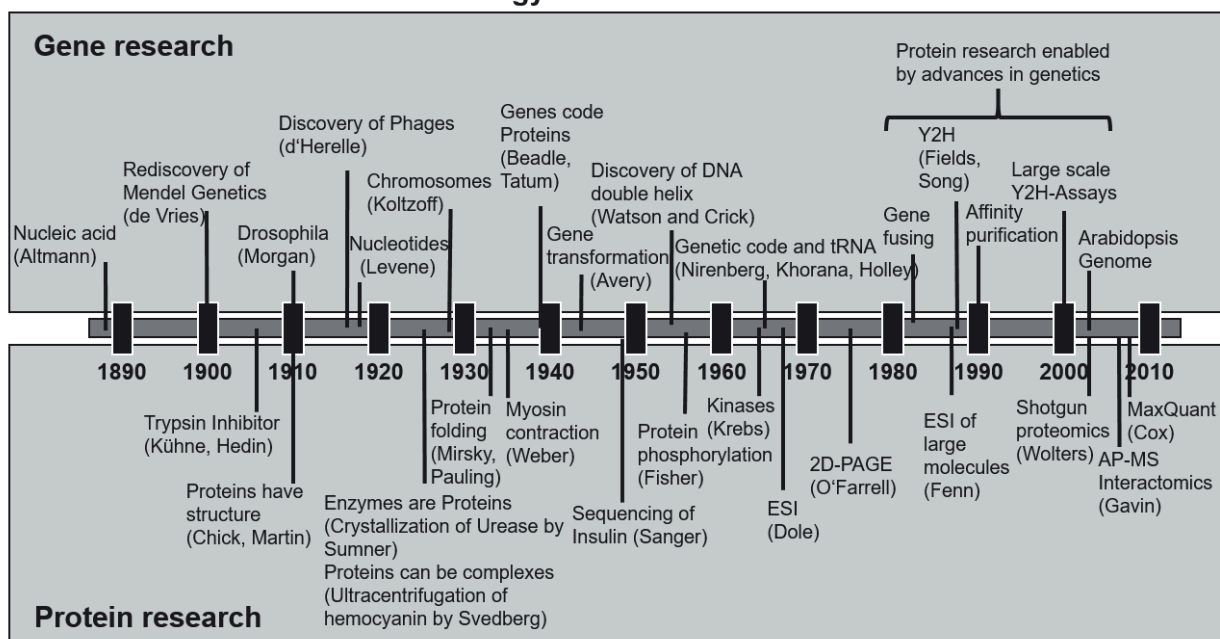 gy
Gene research
Protein research enabled
by advances in genetics
Nucleic acid
(Altmann)
Rediscovery of
Mendel Genetics
(de Vries)
Drosophila
(Morgan)
Discovery of Phages
(d'Herelle)
Nucleotides
(Levene)
Chromosomes
(Koltzoff)
Genes code
Proteins
(Beadle,
Tatum)
Gene
transformation
(Avery)
Discovery of DNA
double helix
(Watson and Crick)
Genetic code and tRNA
(Nirenberg, Khorana, Holley)
Gene
fusing
Y2H
(Fields,
Song)
Affinity
purification
Large scale
Y2H-Assays
Arabidopsis
Genome
1890 1900 1910 1920 1930 1940 1950 1960 1970 1980 1990 2000 2010
Trypsin Inhibitor
(Kühne, Hedin)
Proteins have
structure
(Chick, Martin)
Enzymes are Proteins
(Crystallization of Urease by
Sumner)
Proteins can be complexes
(Ultracentrifugation of
hemocyanin by Svedberg)
Protein
folding
(Mirsky,
Pauling)
Myosin
contraction
(Weber)
Sequencing of
Insulin (Sanger)
Protein
phosphorylation
(Fisher)
Kinases
(Krebs)
ESI
(Dole)
2D-PAGE
(O'Farrell)
ESI of
large
molecules
(Fenn)
Shotgun
proteomics
(Wolters)
AP-MS
Interactomics
(Gavin)
MaxQuant
(Cox)
Protein research